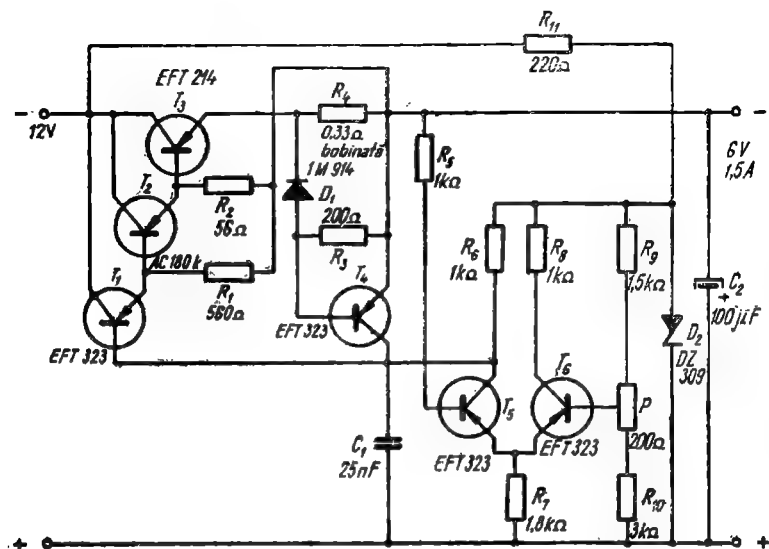 R11
220Ω
EFT 214
T3
- 12V
R4
0,33Ω
bobinată
1M 914
D1
-
6V
1,5A
R5
1kΩ
T2
R2
56Ω
200Ω
R3
R6
1kΩ
R8
1kΩ
R9
1,5kΩ
AC 180 k
T1
R1
560Ω
T4
C2
+
100µF
EFT 323
EFT 323
D2
DZ
309
T5
T6
P
200Ω
C1
25nF
EFT 323
EFT 323
R7
1,8kΩ
R10
3kΩ
+
+